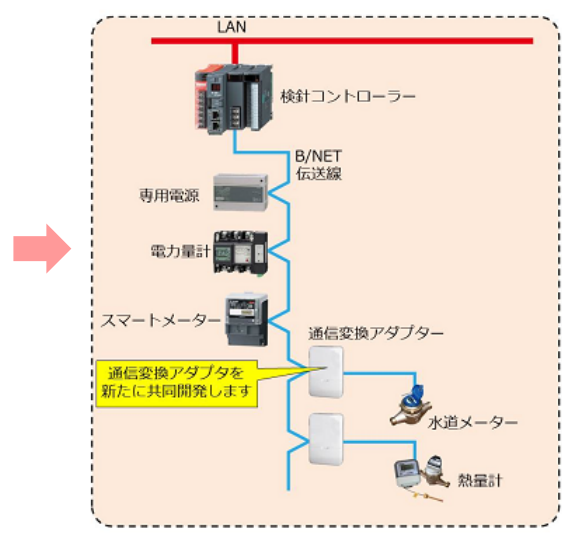 LAN
検針コントローラー
B/NET
伝送線
専用電源
電力量計
スマートメーター
通信変換アダプター
通信変換アダプタを
新たに共同開発します
水道メーター
熱量計